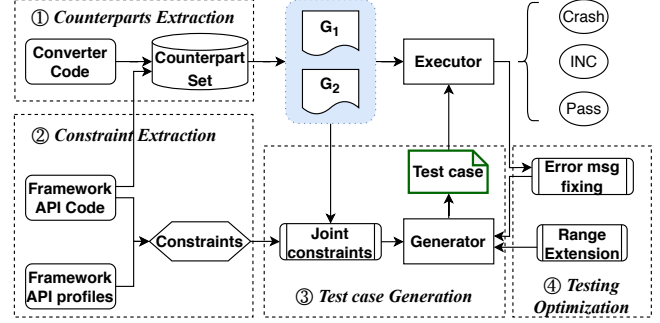 ① Counterparts Extraction
Converter
Code
Counterpart
Set
G1
G2
Executor
Crash
INC
Pass
② Constraint Extraction
Framework
API Code
Framework
API profiles
Constraints
Joint
constraints
Test case
Generator
③ Test case Generation
Error msg
fixing
Range
Extension
④ Testing
Optimization